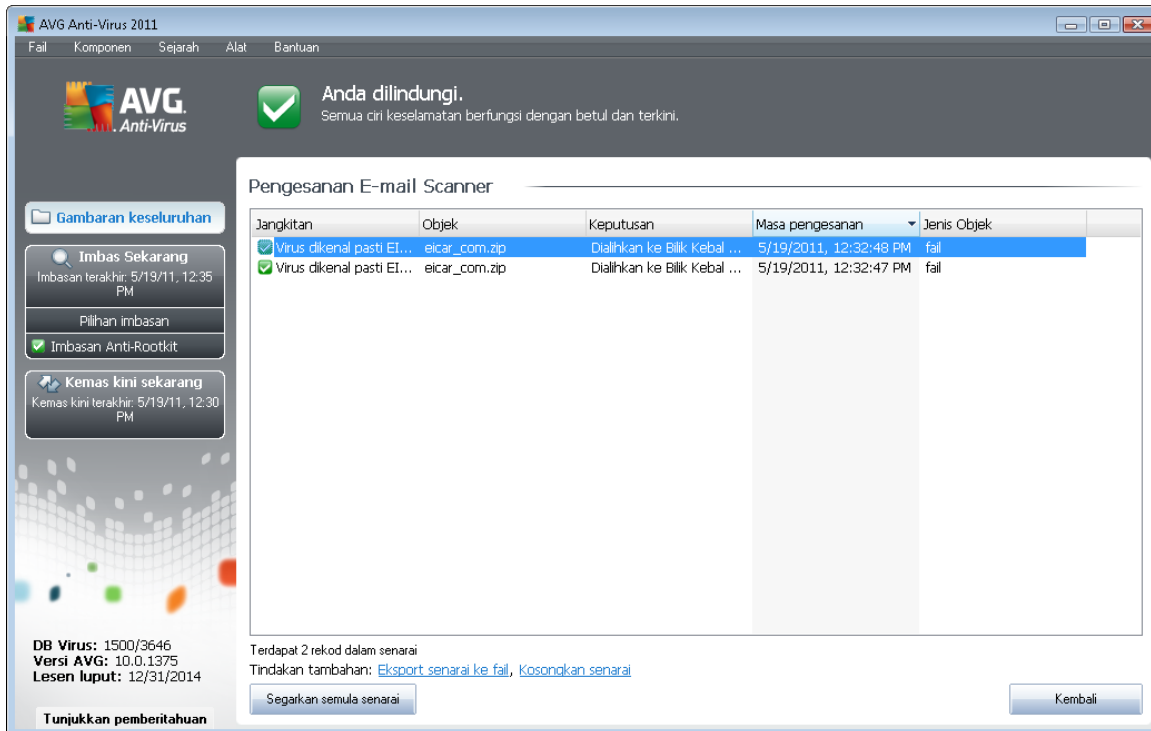 AVG Anti-Virus 2011
Fail Komponen Sejarah Alat Bantuan
AVG.
Anti-Virus
Anda dilindungi.
Semua ciri keselamatan berfungsi dengan betul dan terkini.
Gambaran keseluruhan
Imbas Sekarang
Imbasan terakhir: 5/19/11, 12:35
PM
Pilihan imbasan
Imbasan Anti-Rootkit
Kemas kini sekarang
Kemas kini terakhir: 5/19/11, 12:30
PM
DB Virus: 1500/3646
Versi AVG: 10.0.1375
Lesen luput: 12/31/2014
Tunjukkan pemberitahuan
Pengesanan E-mail Scanner
Jangkitan Objek Keputusan Masa pengesanan Jenis Objek
Virus dikenal pasti EI... eicar_com.zip Dialihkan ke Bilik Kebal ... 5/19/2011, 12:32:48 PM fail
Virus dikenal pasti EI... eicar_com.zip Dialihkan ke Bilik Kebal ... 5/19/2011, 12:32:47 PM fail
Terdapat 2 rekod dalam senarai
Tindakan tambahan: Eksport senarai ke fail, Kosongkan senarai
Segarkan semula senarai Kembali